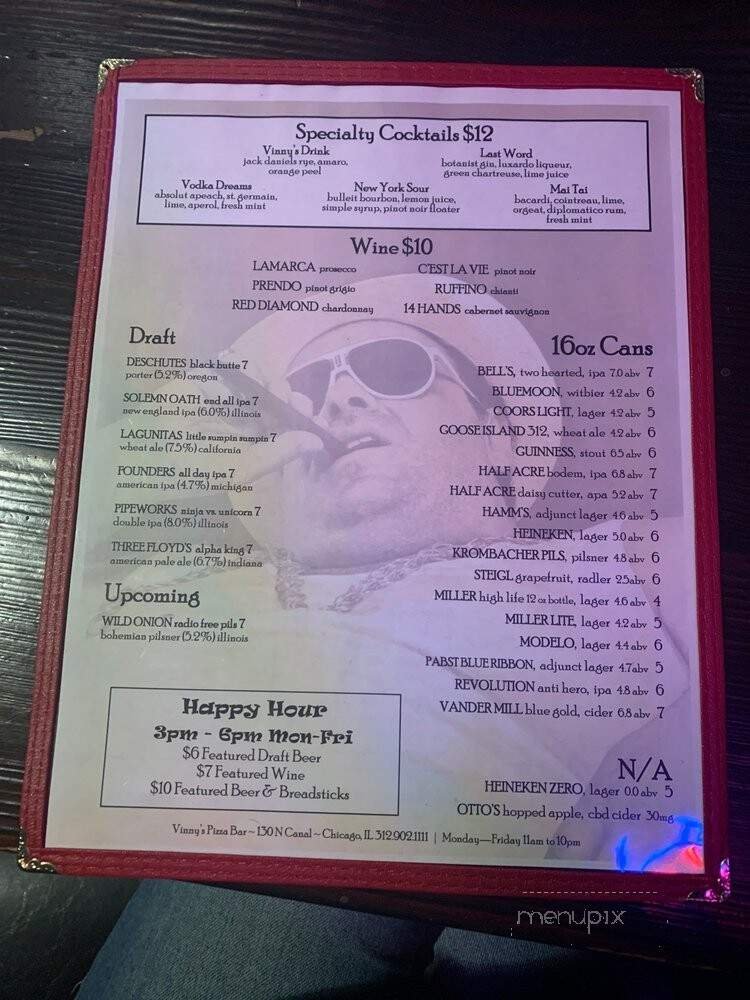 Specialty Cocktails $12
Vinny's Drink
jack daniels rye, amaro,
orange peel
Last Word
botanist gin, luxardo liqueur,
green chartreuse, lime juice
Vodka Dreams
absolut apeach, st. germain,
lime, aperol, fresh mint
New York Sour
bulleit bourbon, lemon juice,
simple syrup, pinot noir floater
Mai Tai
bacardi, cointreau, lime,
orgeat, diplomatico rum,
fresh mint
Wine $10
LAMARCA prosecco
C'EST LA VIE pinot noir
PRENDO pinot grigio
RUFFINO chianti
RED DIAMOND chardonnay
14 HANDS cabernet sauvignon
Draft
DESCHUTES black butte 7
porter (5.2%) oregon
SOLEMN OATH end all ipa 7
new england ipa (6.0%) illinois
LAGUNITAS little sumpin sumpin 7
wheat ale (7.5%) california
FOUNDERS all day ipa 7
american ipa (4.7%) michigan
PIPEWORKS ninja vs. unicorn 7
double ipa (8.0%) illinois
THREE FLOYD'S alpha king 7
american pale ale (6.7%) indiana
Upcoming
WILD ONION radio free pils 7
bohemian pilsner (5.2%) illinois
16oz Cans
BELL'S, two hearted, ipa 7.0 abv 7
BLUEMOON, witbier 4.2 abv 6
COORS LIGHT, lager 4.2 abv 5
GOOSE ISLAND 312, wheat ale 4.2 abv 6
GUINNESS, stout 6.5 abv 6
HALF ACRE bodem, ipa 6.8 abv 7
HALF ACRE daisy cutter, apa 5.2 abv 7
HAMM'S, adjunct lager 4.6 abv 5
HEINEKEN, lager 5.0 abv 6
KROMBACHER PILS, pilsner 4.8 abv 6
STEIGL grapefruit, radler 2.5abv 6
MILLER high life 12 oz bottle, lager 4.6 abv 4
MILLER LITE, lager 4.2 abv 5
MODELO, lager 4.4 abv 6
PABST BLUE RIBBON, adjunct lager 4.7abv 5
REVOLUTION anti hero, ipa 4.8 abv 6
VANDER MILL blue gold, cider 6.8 abv 7
Happy Hour
3pm - 6pm Mon-Fri
$6 Featured Draft Beer
$7 Featured Wine
$10 Featured Beer & Breadsticks
N/A
HEINEKEN ZERO, lager 0.0 abv 5
OTTO'S hopped apple, cbd cider 30mg
Vinny's Pizza Bar ~ 130 N Canal ~ Chicago, IL 312.902.1111 | Monday—Friday 11am to 10pm
menupix